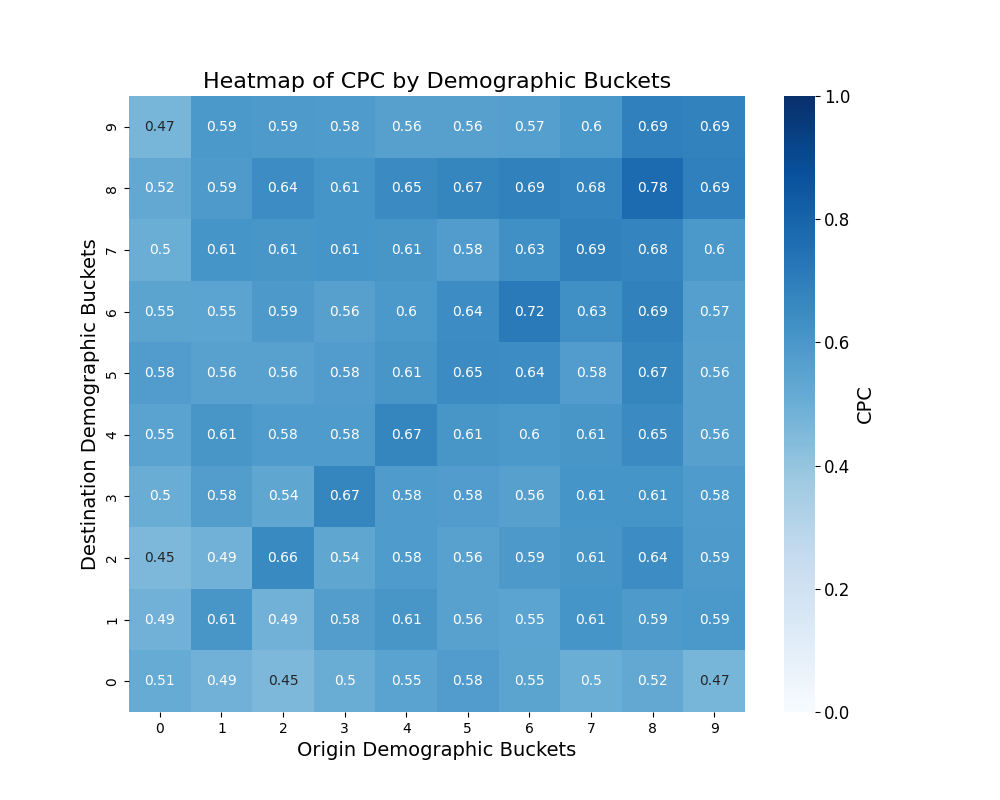 Heatmap of CPC by Demographic Buckets
9 0.47 0.59 0.59 0.58 0.56 0.56 0.57 0.6 0.69 0.69
8 0.52 0.59 0.64 0.61 0.65 0.67 0.69 0.68 0.78 0.69
7 0.5 0.61 0.61 0.61 0.61 0.58 0.63 0.69 0.68 0.6
6 0.55 0.55 0.59 0.56 0.6 0.64 0.72 0.63 0.69 0.57
5 0.58 0.56 0.56 0.58 0.61 0.65 0.64 0.58 0.67 0.56
4 0.55 0.61 0.58 0.58 0.67 0.61 0.6 0.61 0.65 0.56
3 0.5 0.58 0.54 0.67 0.58 0.58 0.56 0.61 0.61 0.58
2 0.45 0.49 0.66 0.54 0.58 0.56 0.59 0.61 0.64 0.59
1 0.49 0.61 0.49 0.58 0.61 0.56 0.55 0.61 0.59 0.59
0 0.51 0.49 0.45 0.5 0.55 0.58 0.55 0.5 0.52 0.47
0 1 2 3 4 5 6 7 8 9
Origin Demographic Buckets
Destination Demographic Buckets
1.0
0.8
0.6
0.4
0.2
0.0
CPC